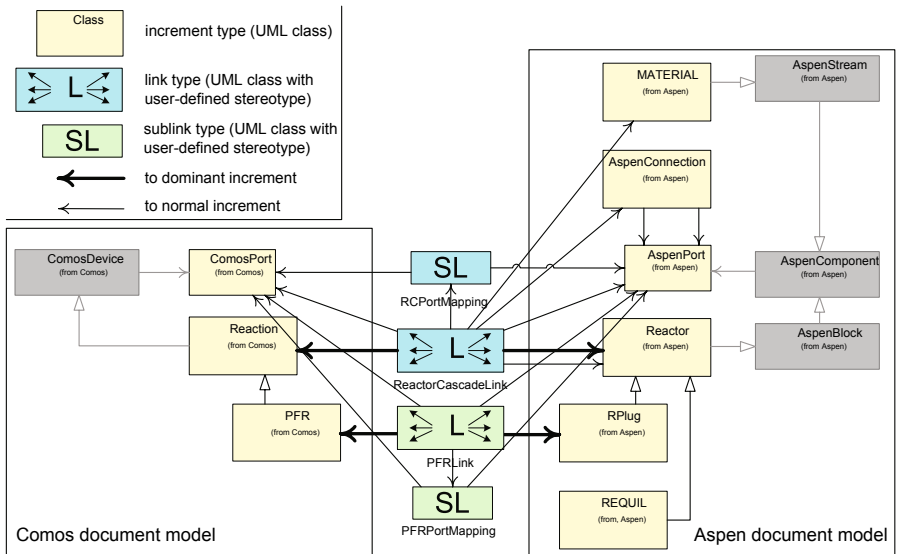 Class
increment type (UML class)
L
link type (UML class with
user-defined stereotype)
SL
sublink type (UML class with
user-defined stereotype)
to dominant increment
to normal increment
ComosDevice
(from Comos)
ComosPort
(from Comos)
Reaction
(from Comos)
PFR
(from Comos)
Comos document model
SL
RCPortMapping
L
ReactorCascadeLink
L
PFRLink
SL
PFRPortMapping
MATERIAL
(from Aspen)
AspenStream
(from Aspen)
AspenConnection
(from Aspen)
AspenPort
(from Aspen)
AspenComponent
(from Aspen)
Reactor
(from Aspen)
AspenBlock
(from Aspen)
RPlug
(from Aspen)
REQUIL
(from, Aspen)
Aspen document model